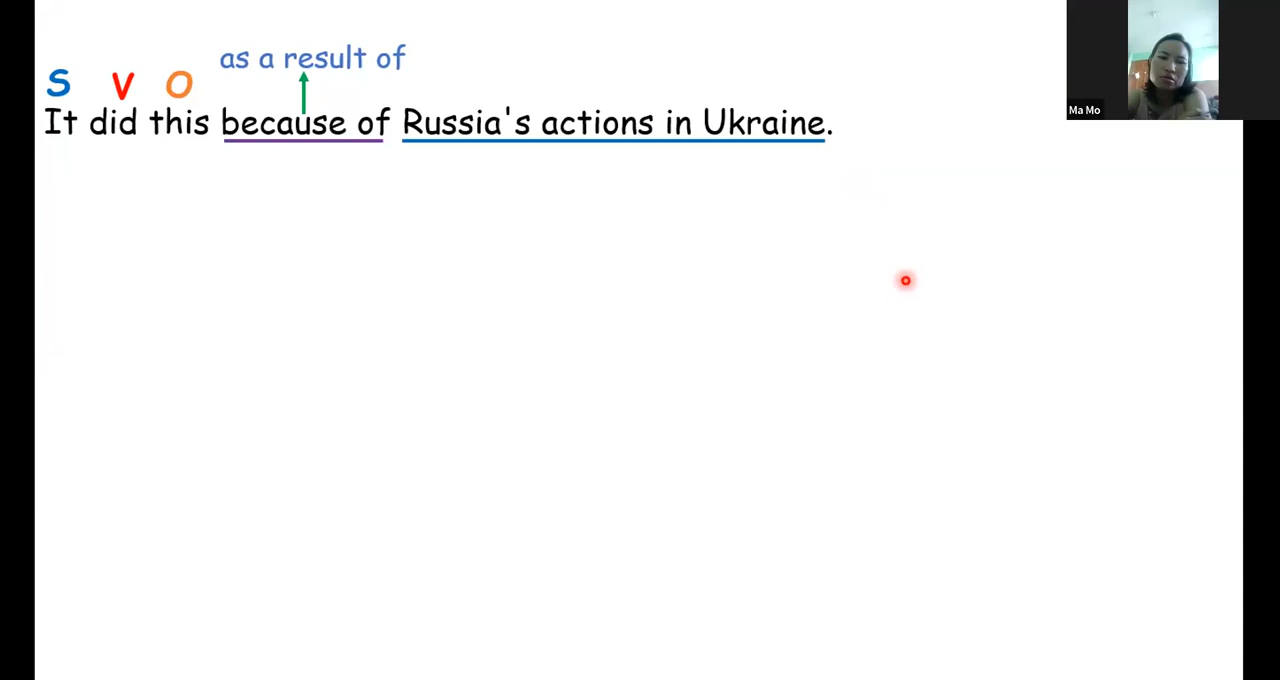 as a result of
S V O
It did this because of Russia's actions in Ukraine.
Ma Mo